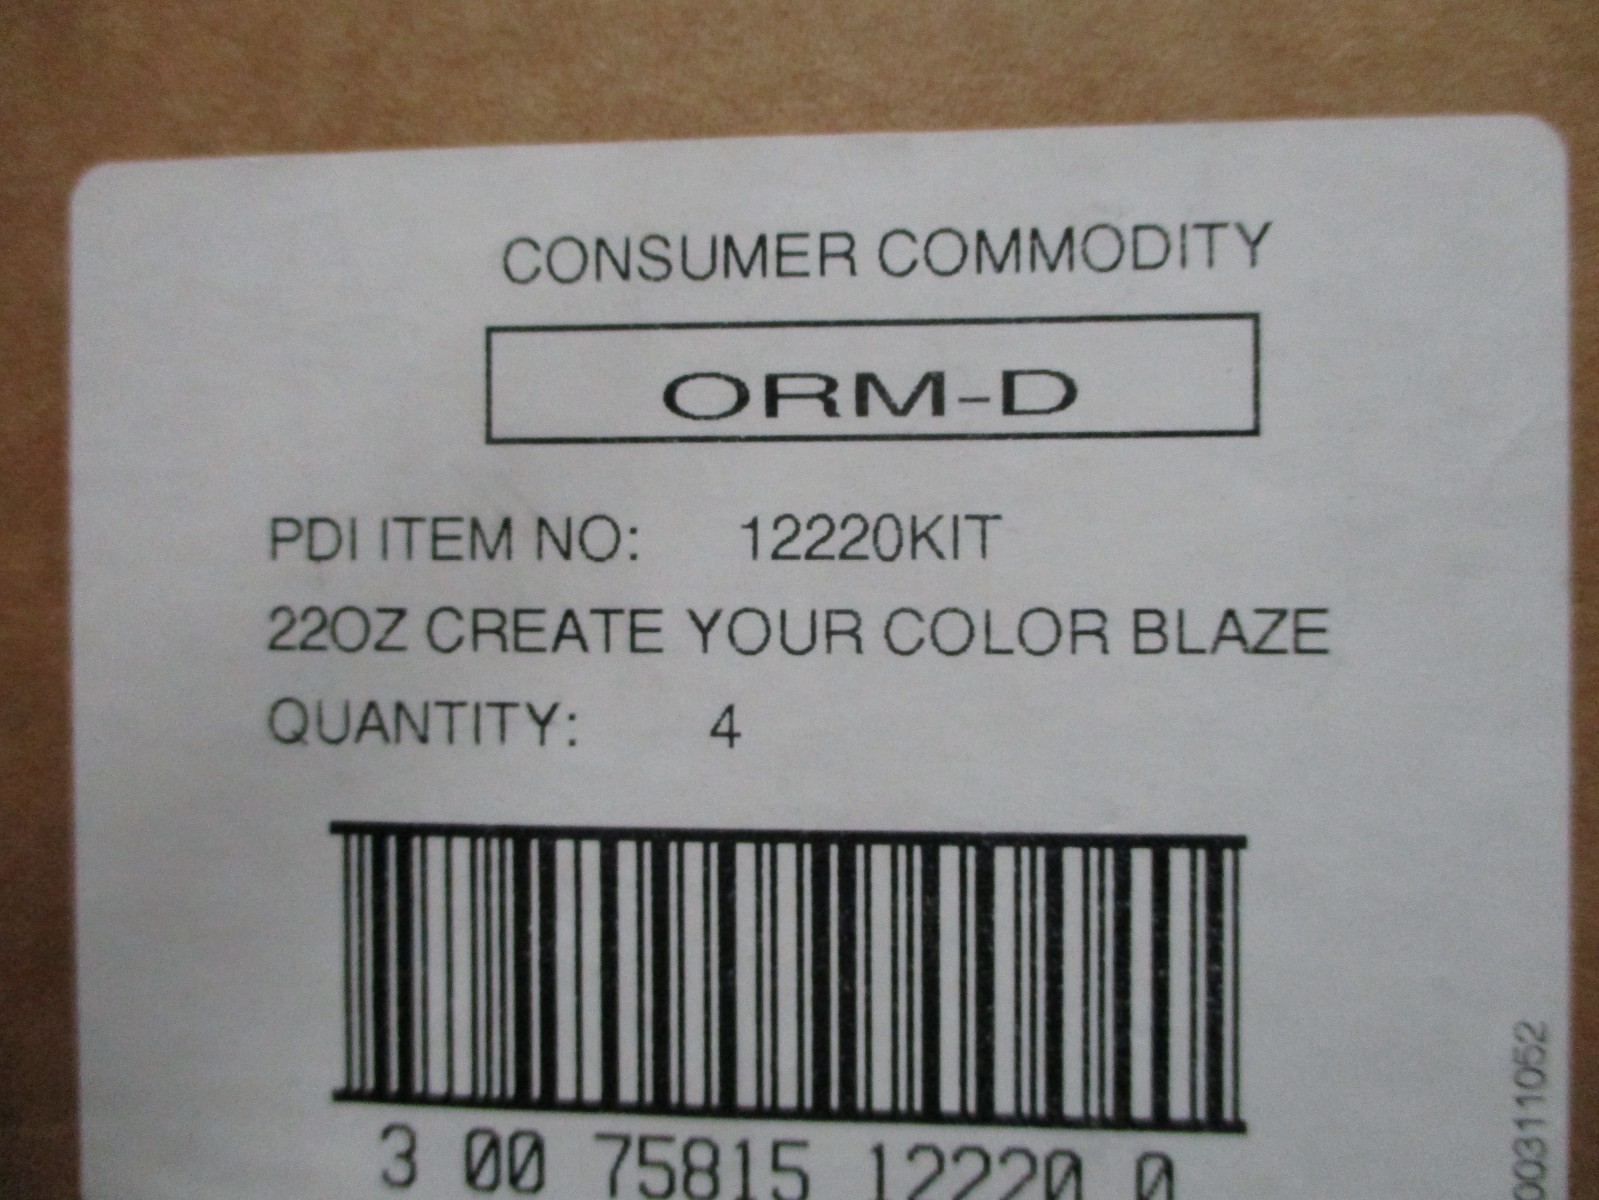 CONSUMER COMMODITY
ORM-D
PDI ITEM NO: 12220KIT
22OZ CREATE YOUR COLOR BLAZE
QUANTITY: 4
3 00 75815 12220 0
00311052